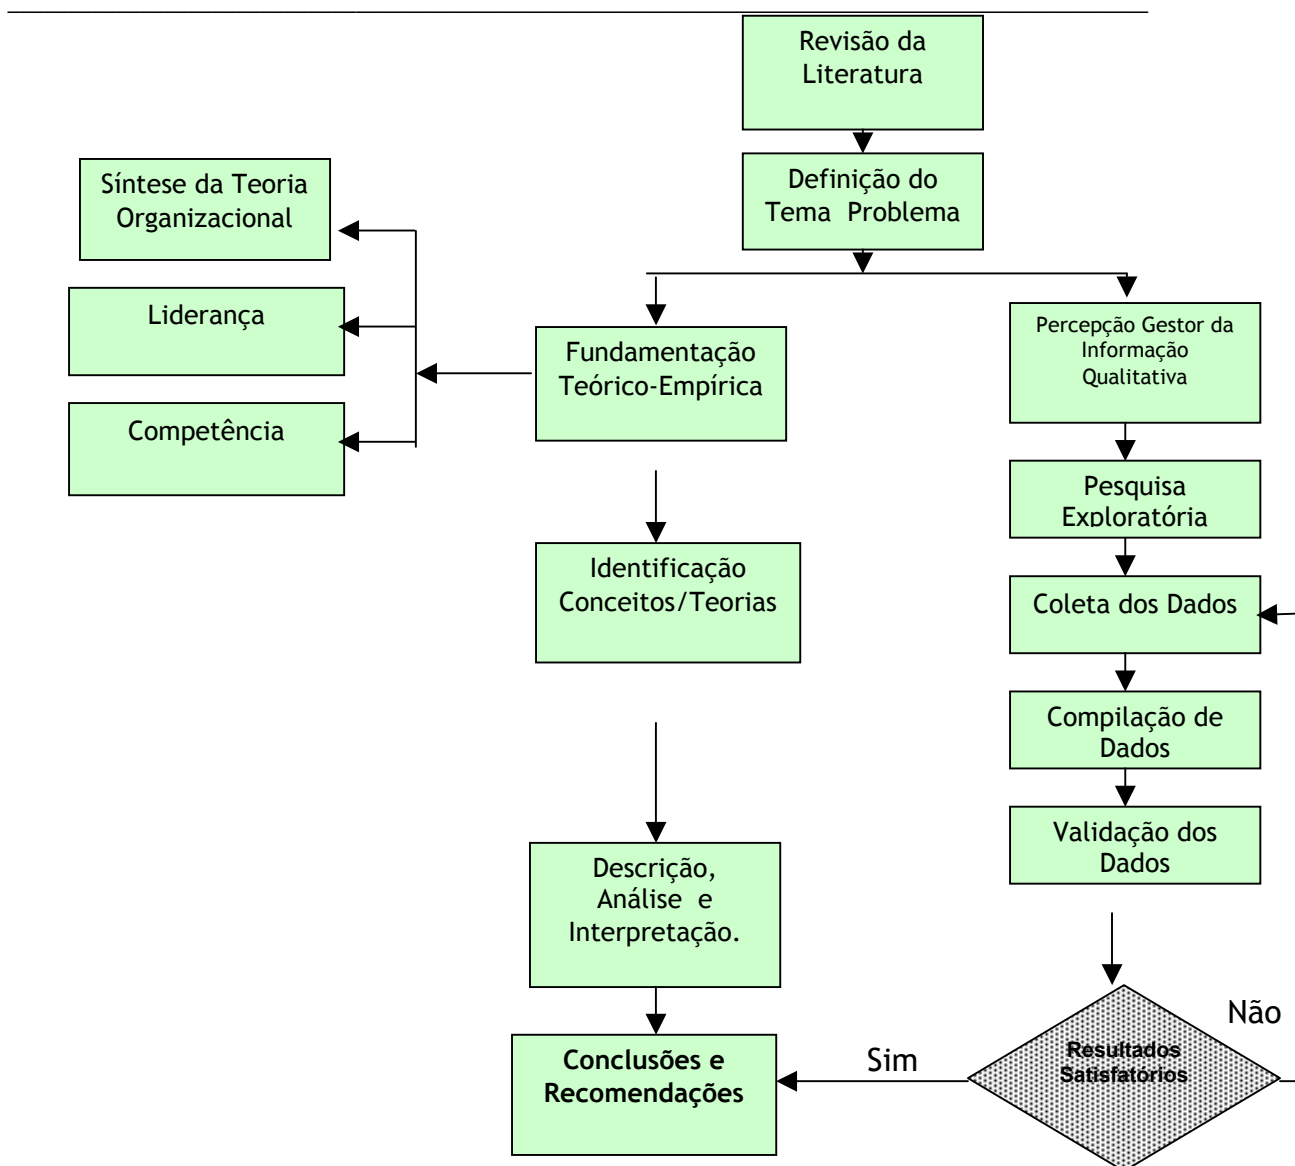 Revisão da
Literatura
Definição do
Tema  Problema
Síntese da Teoria
Organizacional
Liderança
Competência
Fundamentação
Teórico-Empírica
Identificação
Conceitos/Teorias
Descrição,
Análise  e
Interpretação.
Conclusões e
Recomendações
Percepção Gestor da
Informação
Qualitativa
Pesquisa
Exploratória
Coleta dos Dados
Compilação de
Dados
Validação dos
Dados
Resultados
Satisfatorios
Sim
Não